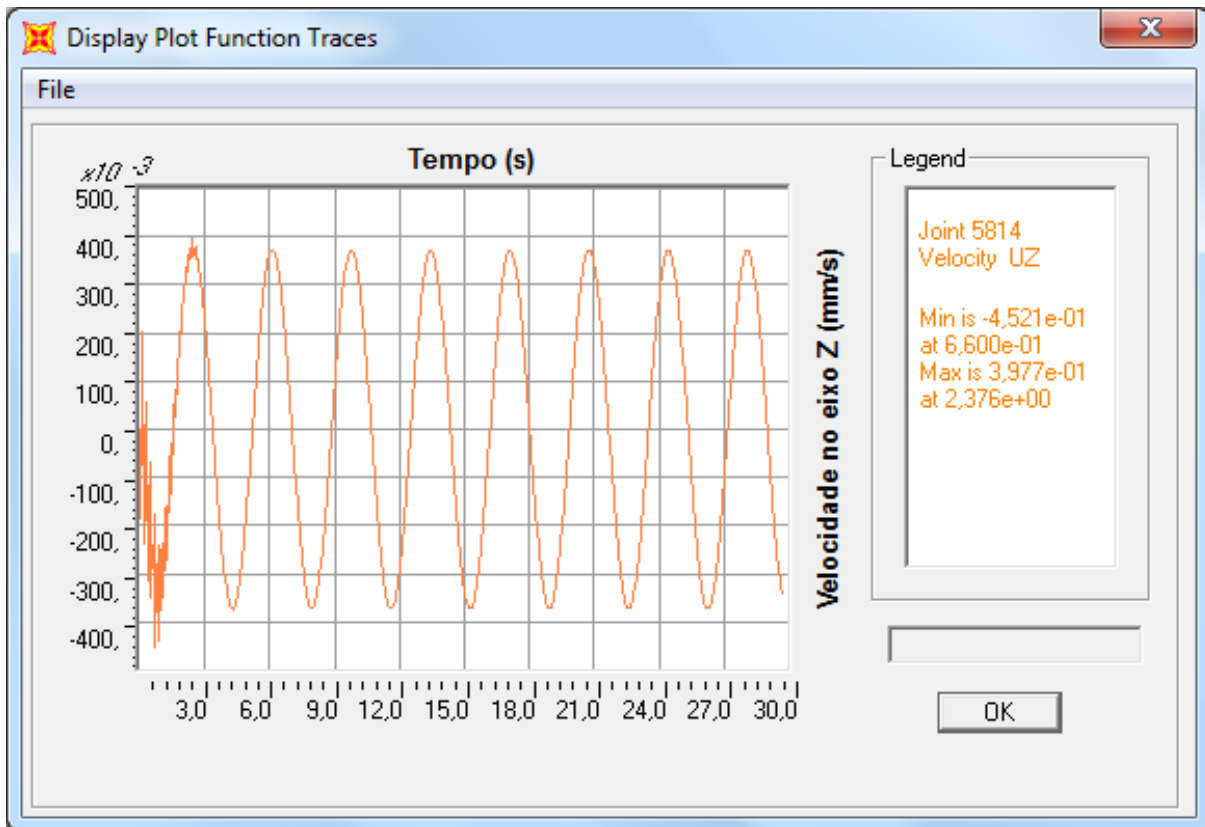 Display Plot Function Traces
x
File
x10 -3
Tempo (s)
500,
400,
300,
200,
100,
0,
-100,
-200,
-300,
-400,
3,0 6,0 9,0 12,0 15,0 18,0 21,0 24,0 27,0 30,0
Velocidade no eixo Z (mm/s)
Legend
Joint 5814
Velocity UZ
Min is -4,521e-01
at 6,600e-01
Max is 3,977e-01
at 2,376e+00
OK